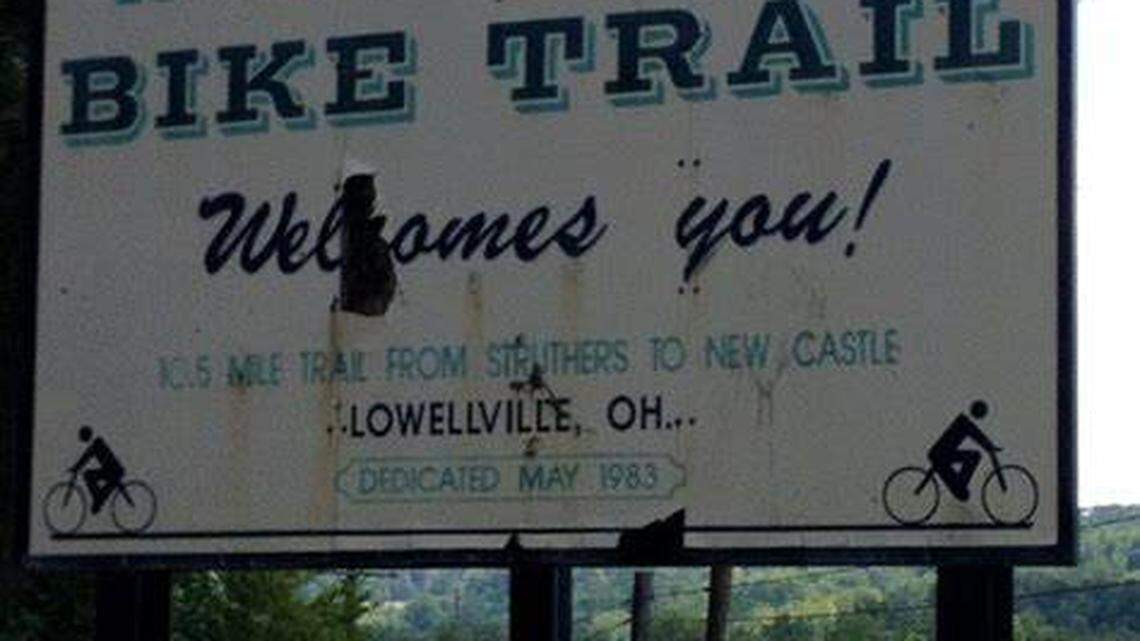 BIKE TRAIL
Welcomes you!
10.5 MILE TRAIL FROM STRUTHERS TO NEW CASTLE
LOWELLVILLE, OH.
DEDICATED MAY 1983